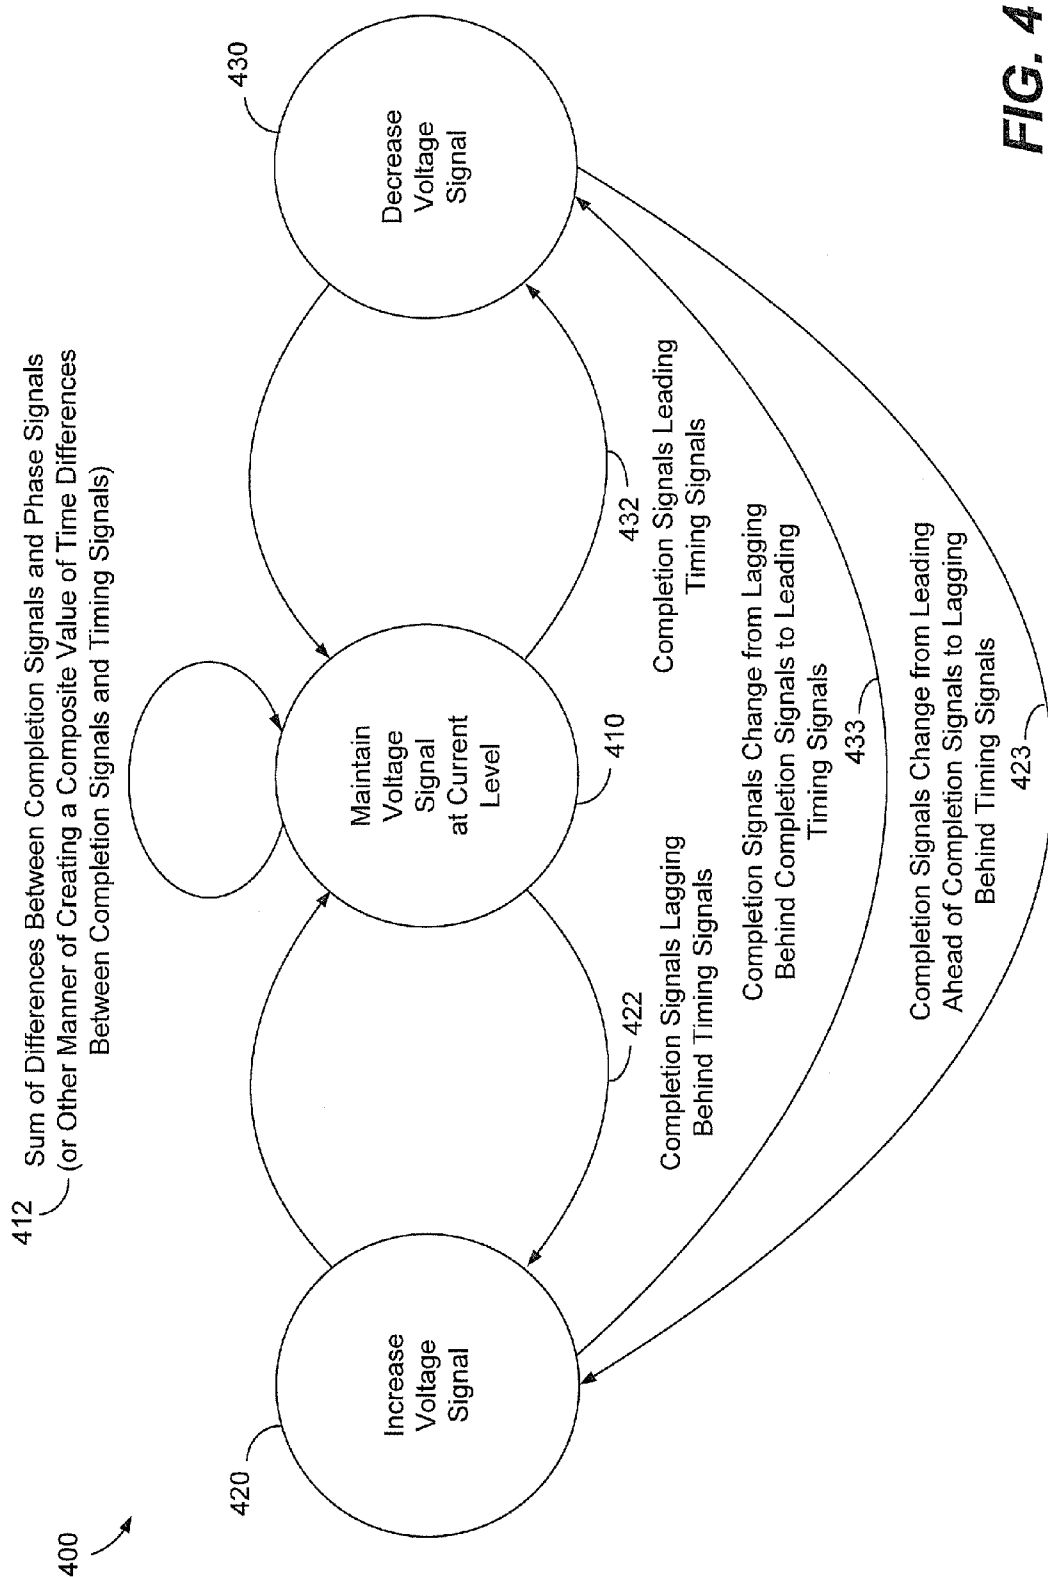 400
412
Sum of Differences Between Completion Signals and Phase Signals
(or Other Manner of Creating a Composite Value of Time Differences
Between Completion Signals and Timing Signals)
420
Increase
Voltage
Signal
Maintain
Voltage
Signal
at Current
Level
410
430
Decrease
Voltage
Signal
422
Completion Signals Lagging
Behind Timing Signals
432
Completion Signals Leading
Timing Signals
Completion Signals Change from Lagging
Behind Completion Signals to Leading
Timing Signals
433
Completion Signals Change from Leading
Ahead of Completion Signals to Lagging
Behind Timing Signals
423
FIG. 4